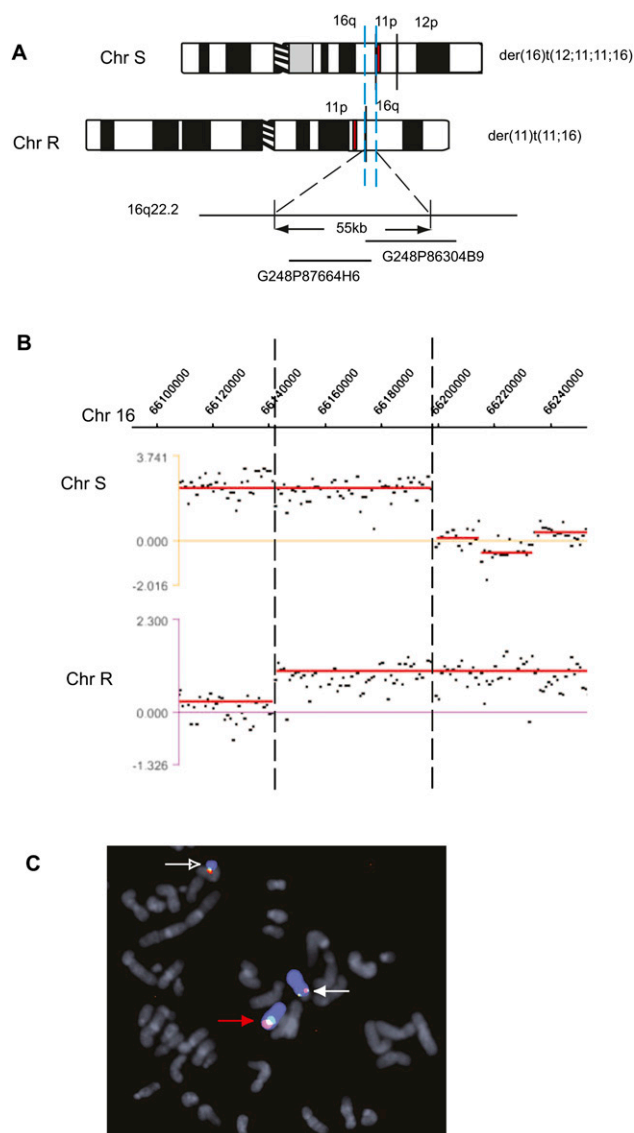 16q 11p 12p
A Chr S der(16)t(12;11;11;16)
11p 16q
Chr R der(11)t(11;16)
16q22.2
55kb
G248P86304B9
G248P87664H6
B
66100000 66120000 66140000 66160000 66180000 66200000 66220000 66240000
Chr 16
3.741
Chr S
0.000
-2.016
2.300
Chr R
0.000
-1.326
C